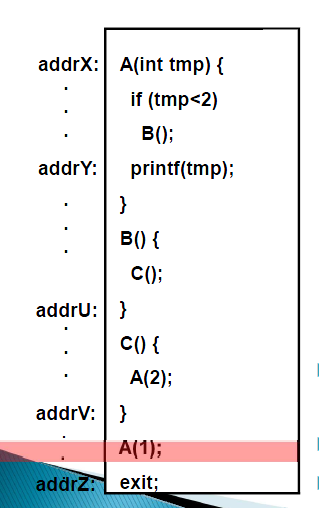 addrX: A(int tmp) {
. if (tmp<2)
. B();
.
addrY: printf(tmp);
. }
. B() {
. C();
addrU: }
. C() {
. A(2);
.
addrV: }
. A(1);
.
addrZ: exit;